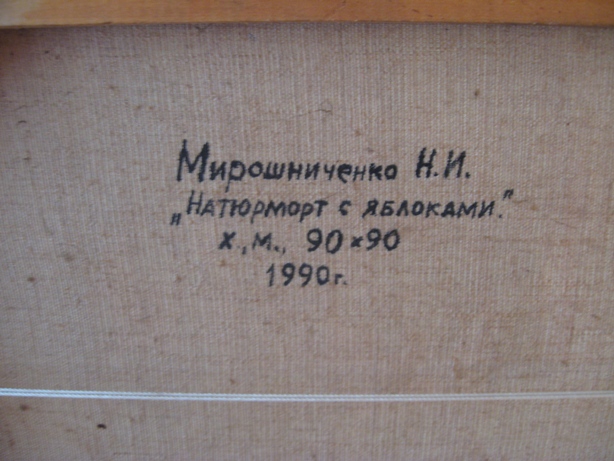 Мирошниченко Н.И.
„Натюрморт с яблоками."
х.,м., 90×90
1990г.